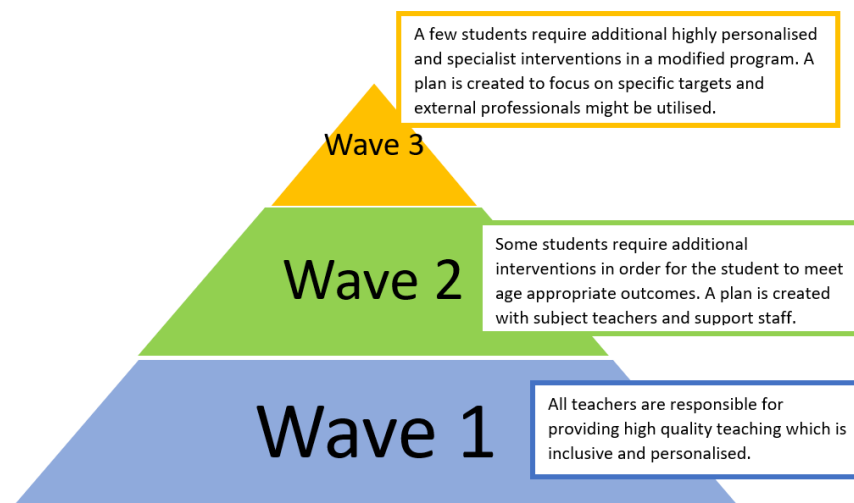 A few students require additional highly personalised
and specialist interventions in a modified program. A
plan is created to focus on specific targets and
external professionals might be utilised.
Wave 3
Some students require additional
interventions in order for the student to meet
age appropriate outcomes. A plan is created
with subject teachers and support staff.
Wave 2
All teachers are responsible for
providing high quality teaching which is
inclusive and personalised.
Wave 1